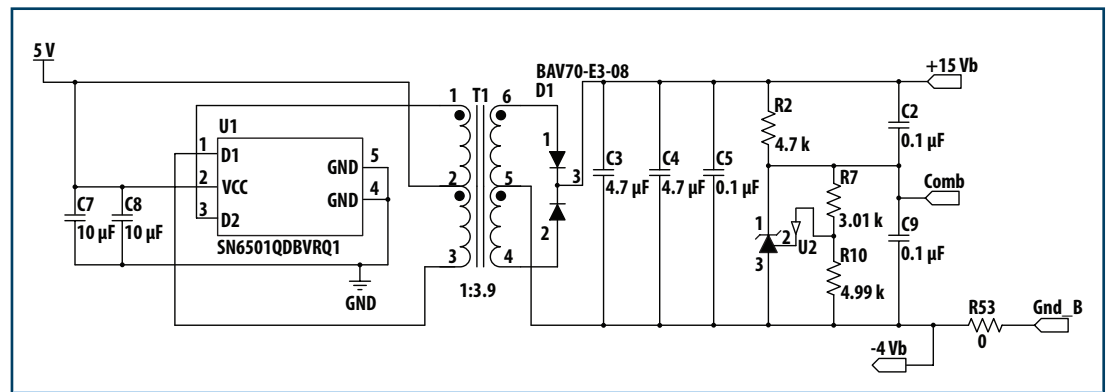 5 V
BAV70-E3-08
D1
+15 Vb
1
T1
6
U1
1
D1
2
VCC
3
D2
GND
5
GND
4
SN6501QDBVRQ1
C7
10 µF
C8
10 µF
GND
2
5
3
4
1:3.9
1
3
2
C3
4.7 µF
C4
4.7 µF
C5
0.1 µF
R2
4.7 k
C2
0.1 µF
R7
3.01 k
Comb
1
2
U2
3
R10
4.99 k
C9
0.1 µF
R53
0
Gnd_B
-4 Vb